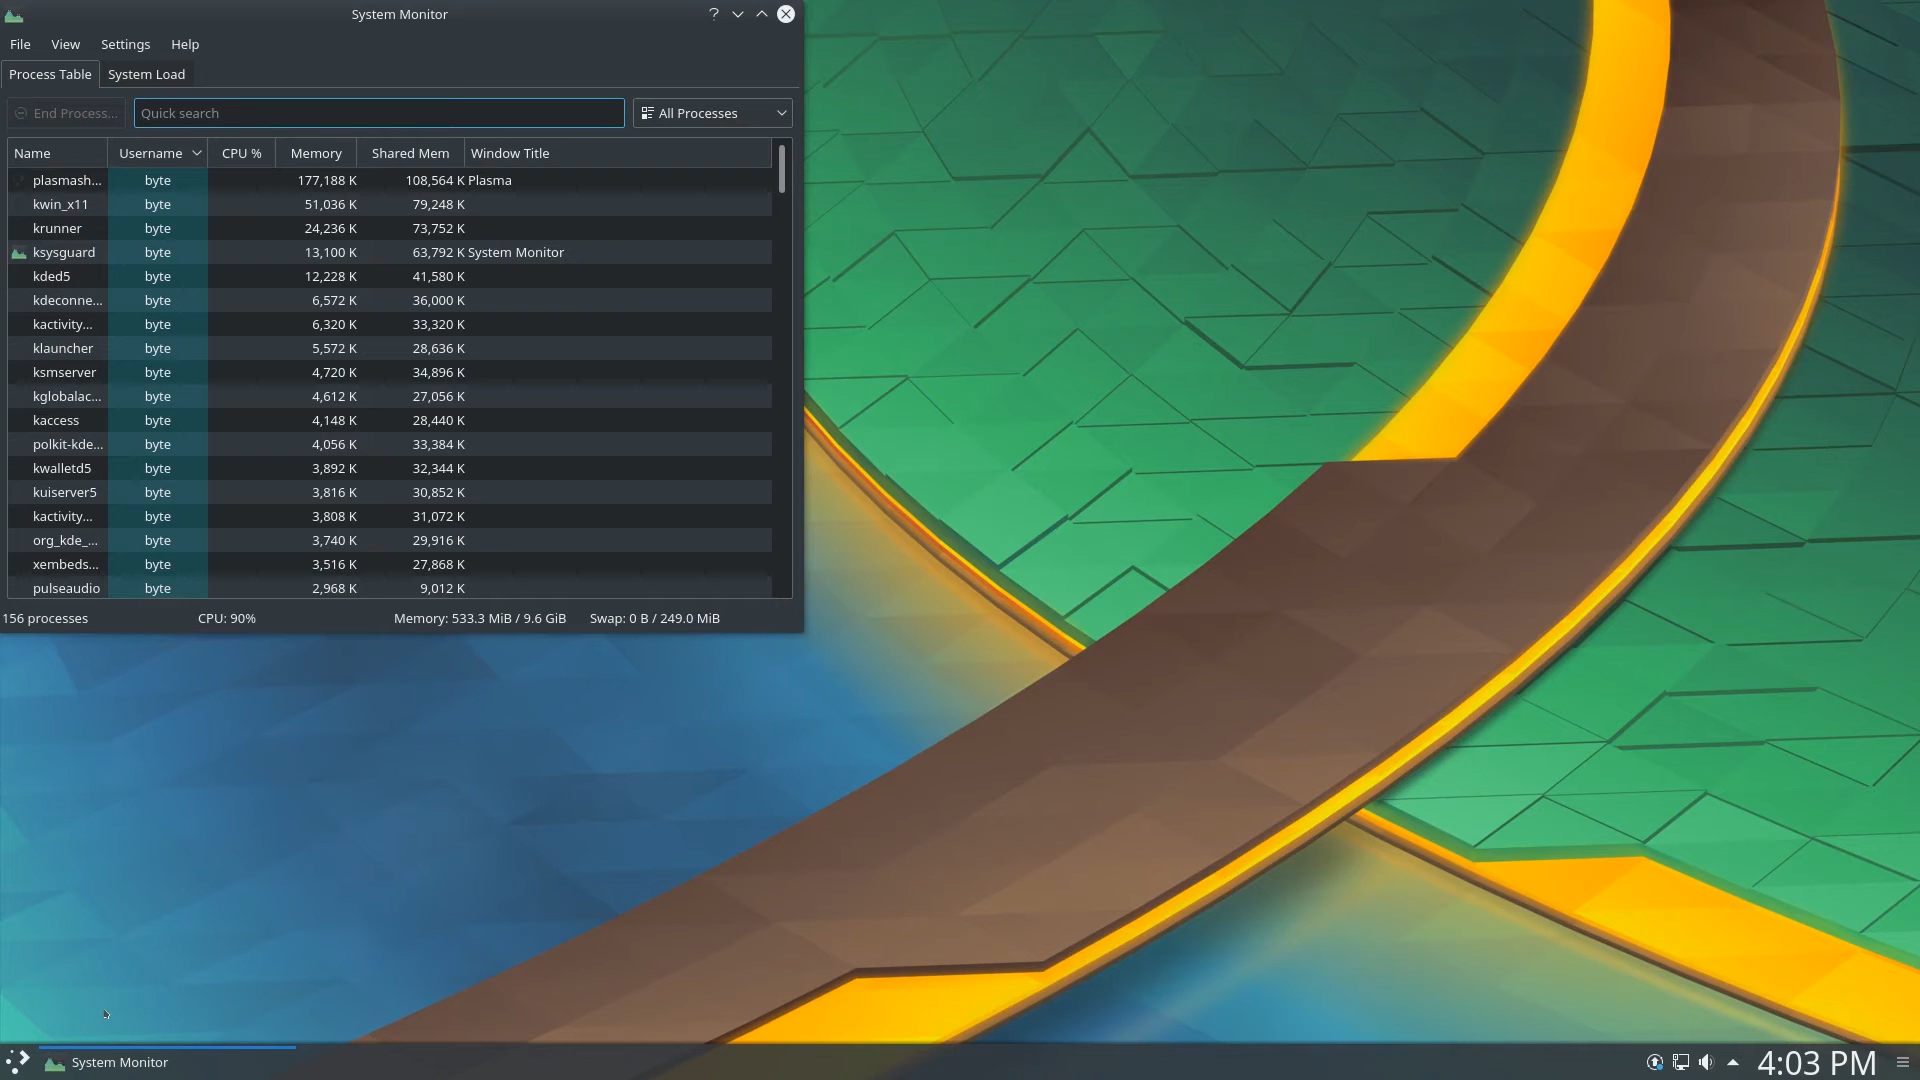 System Monitor
File View Settings Help
Process Table System Load
End Process... Quick search All Processes
Name Username CPU % Memory Shared Mem Window Title
plasmash... byte 177,188 K 108,564 K Plasma
kwin_x11 byte 51,036 K 79,248 K
krunner byte 24,236 K 73,752 K
ksysguard byte 13,100 K 63,792 K System Monitor
kded5 byte 12,228 K 41,580 K
kdeconne... byte 6,572 K 36,000 K
kactivity... byte 6,320 K 33,320 K
klauncher byte 5,572 K 28,636 K
ksmserver byte 4,720 K 34,896 K
kglobalac... byte 4,612 K 27,056 K
kaccess byte 4,148 K 28,440 K
polkit-kde... byte 4,056 K 33,384 K
kwalletd5 byte 3,892 K 32,344 K
kuiserver5 byte 3,816 K 30,852 K
kactivity... byte 3,808 K 31,072 K
org_kde_... byte 3,740 K 29,916 K
xembeds... byte 3,516 K 27,868 K
pulseaudio byte 2,968 K 9,012 K
156 processes CPU: 90% Memory: 533.3 MiB / 9.6 GiB Swap: 0 B / 249.0 MiB
System Monitor 4:03 PM